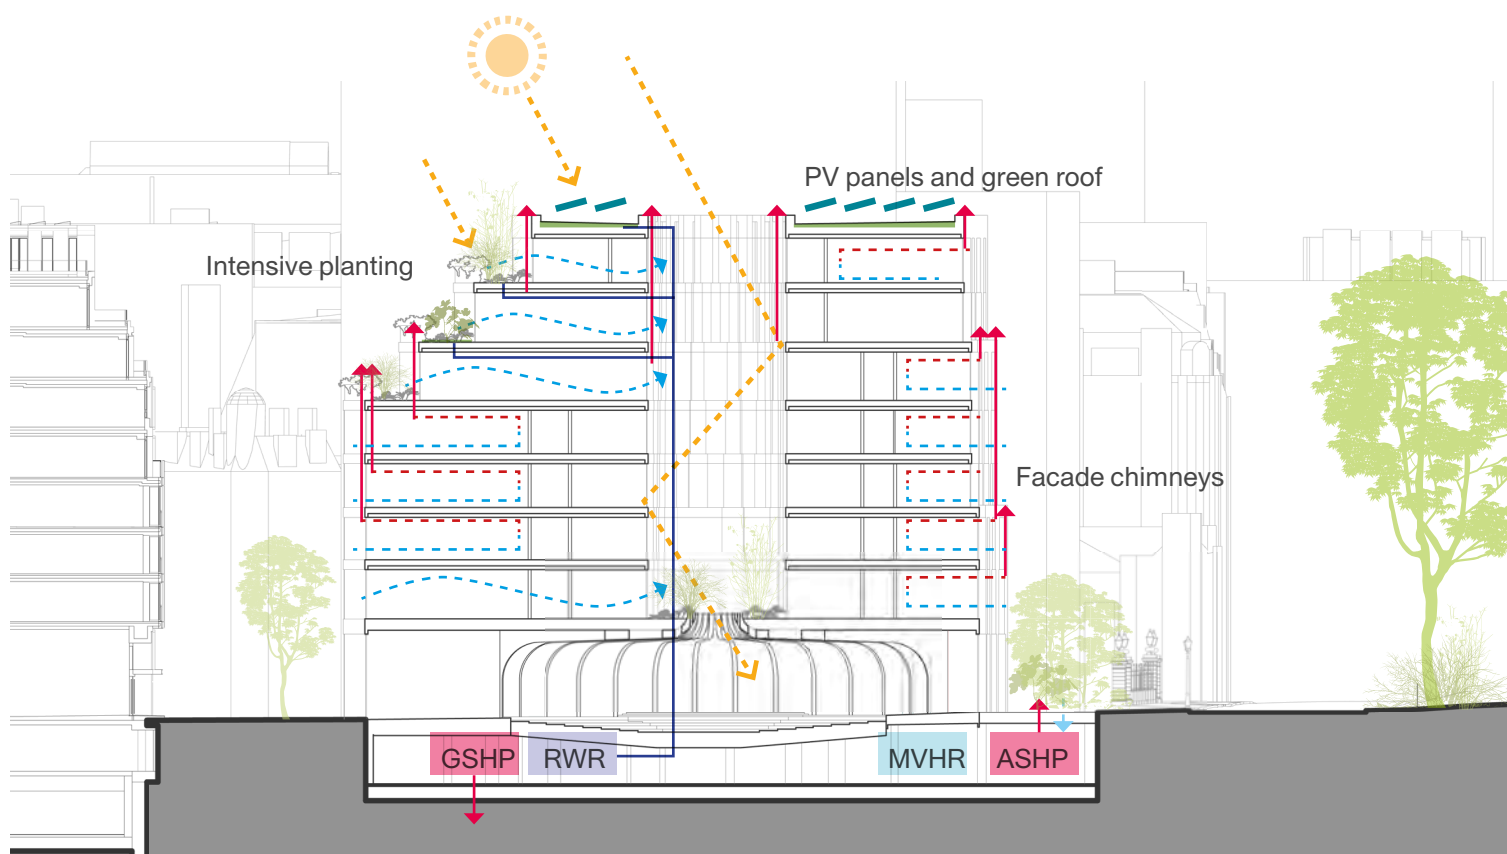 PV panels and green roof
Intensive planting
Facade chimneys
GSHP
RWR
MVHR
ASHP